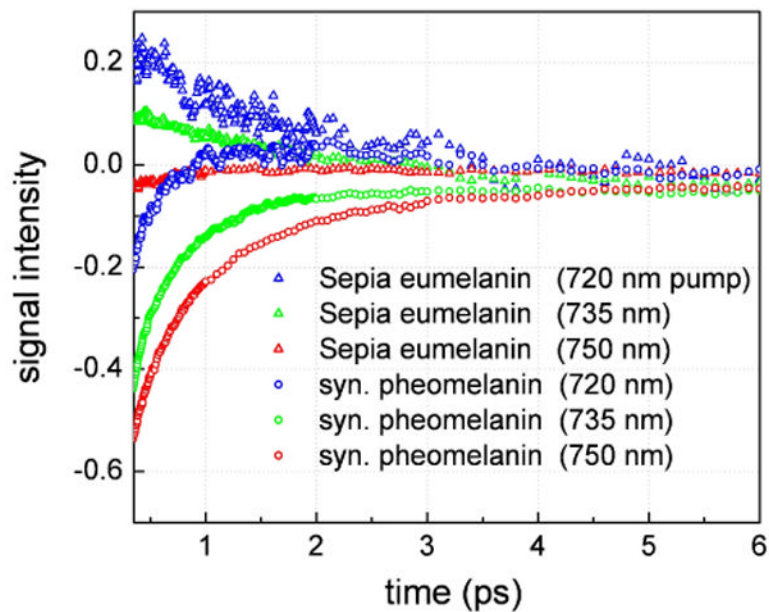 0.2
0.0
-0.2
-0.4
-0.6
signal intensity
Sepia eumelanin (720 nm pump)
Sepia eumelanin (735 nm)
Sepia eumelanin (750 nm)
syn. pheomelanin (720 nm)
syn. pheomelanin (735 nm)
syn. pheomelanin (750 nm)
1 2 3 4 5 6
time (ps)